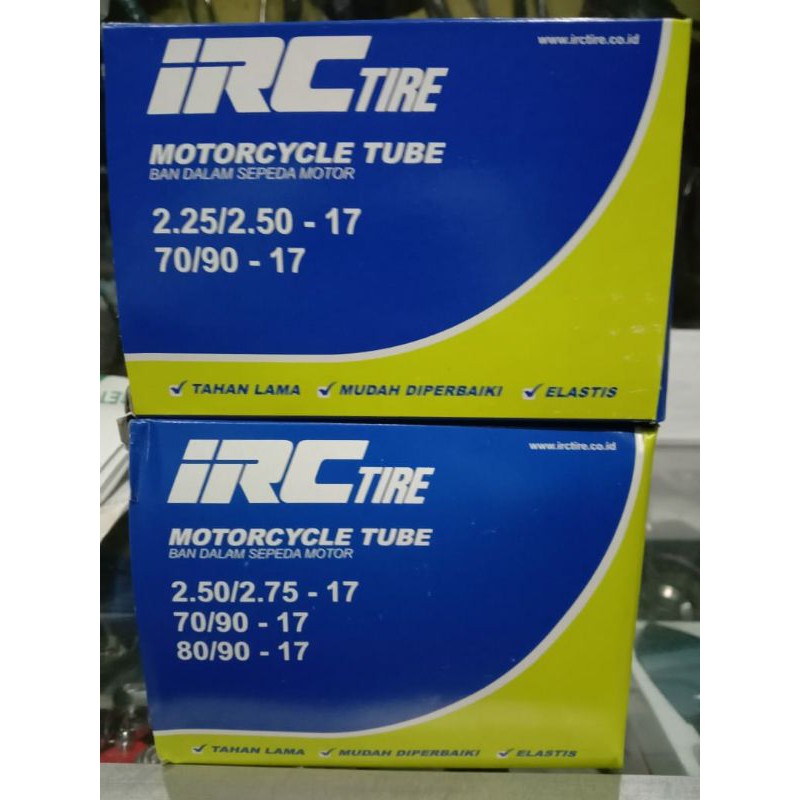 iRC TIRE
www.irctire.co.id
MOTORCYCLE TUBE
BAN DALAM SEPEDA MOTOR
2.25/2.50 - 17
70/90 - 17
TAHAN LAMA MUDAH DIPERBAIKI ELASTIS
iRC TIRE
www.irctire.co.id
MOTORCYCLE TUBE
BAN DALAM SEPEDA MOTOR
2.50/2.75 - 17
70/90 - 17
80/90 - 17
TAHAN LAMA MUDAH DIPERBAIKI ELASTIS